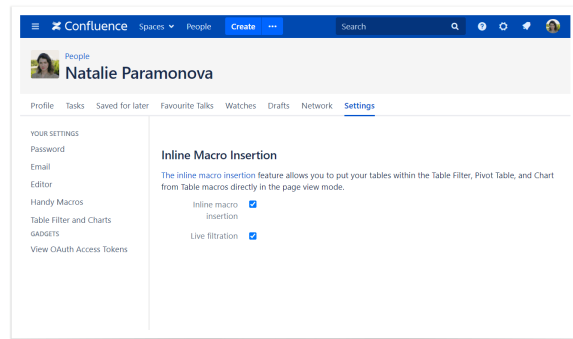 Confluence Spaces People Create ··· Search
People
Natalie Paramonova
Profile Tasks Saved for later Favourite Talks Watches Drafts Network Settings
YOUR SETTINGS
Password
Email
Editor
Handy Macros
Table Filter and Charts
GADGETS
View OAuth Access Tokens
Inline Macro Insertion
The inline macro insertion feature allows you to put your tables within the Table Filter, Pivot Table, and Chart
from Table macros directly in the page view mode.
Inline macro
insertion
Live filtration